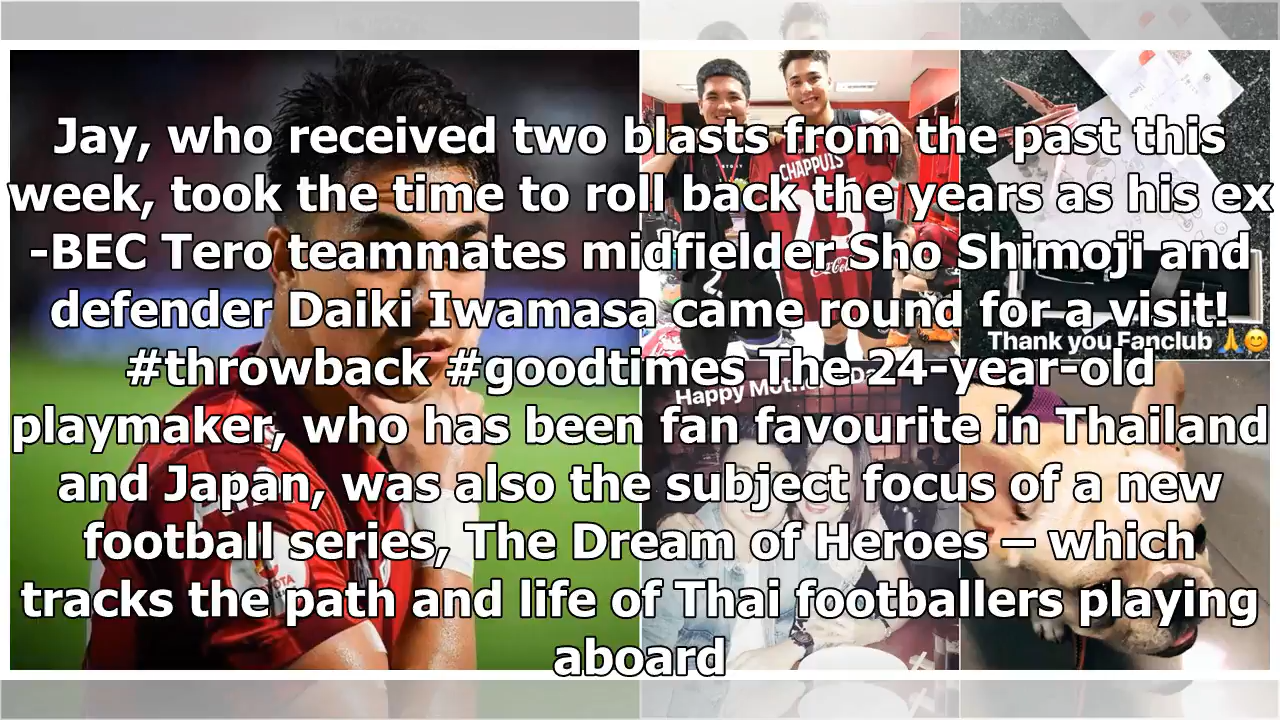 Jay, who received two blasts from the past this
week, took the time to roll back the years as his ex
-BEC Tero teammates midfielder Sho Shimoji and
defender Daiki Iwamasa came round for a visit!
#throwback #goodtimes The 24-year-old
playmaker, who has been fan favourite in Thailand
and Japan, was also the subject focus of a new
football series, The Dream of Heroes – which
tracks the path and life of Thai footballers playing
aboard
CHAPPUIS
23
Thank you Fanclub 🙏😊
Happy